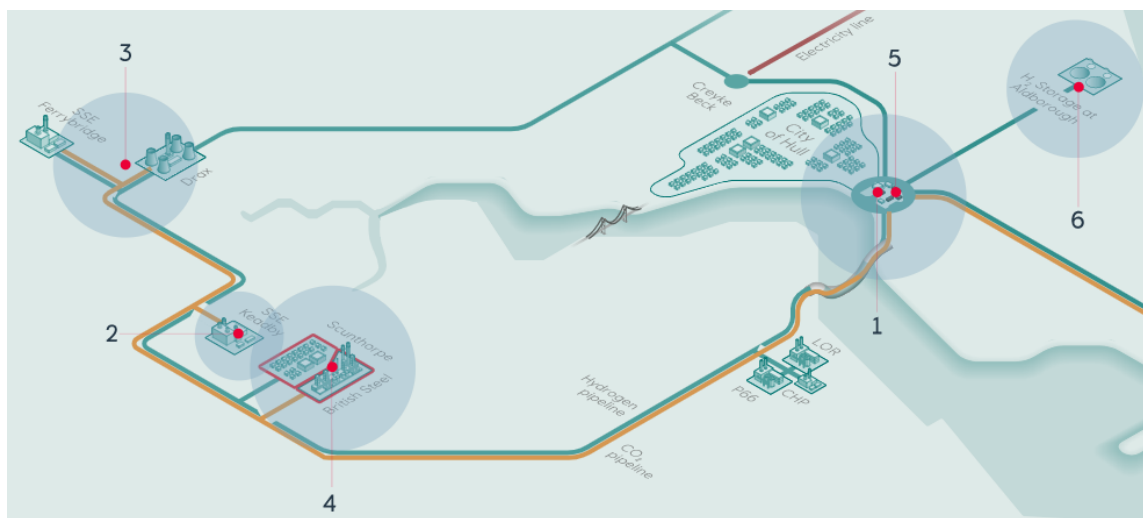 3
Electricity line
5
SSE
Ferrybridge
Creyke
Beck
H₂ Storage at
Aldborough
City
of Hull
Drax
6
2
SSE
Keadby
Scunthorpe
British Steel
1
LOR
P66
CHP
Hydrogen
pipeline
CO₂
pipeline
4